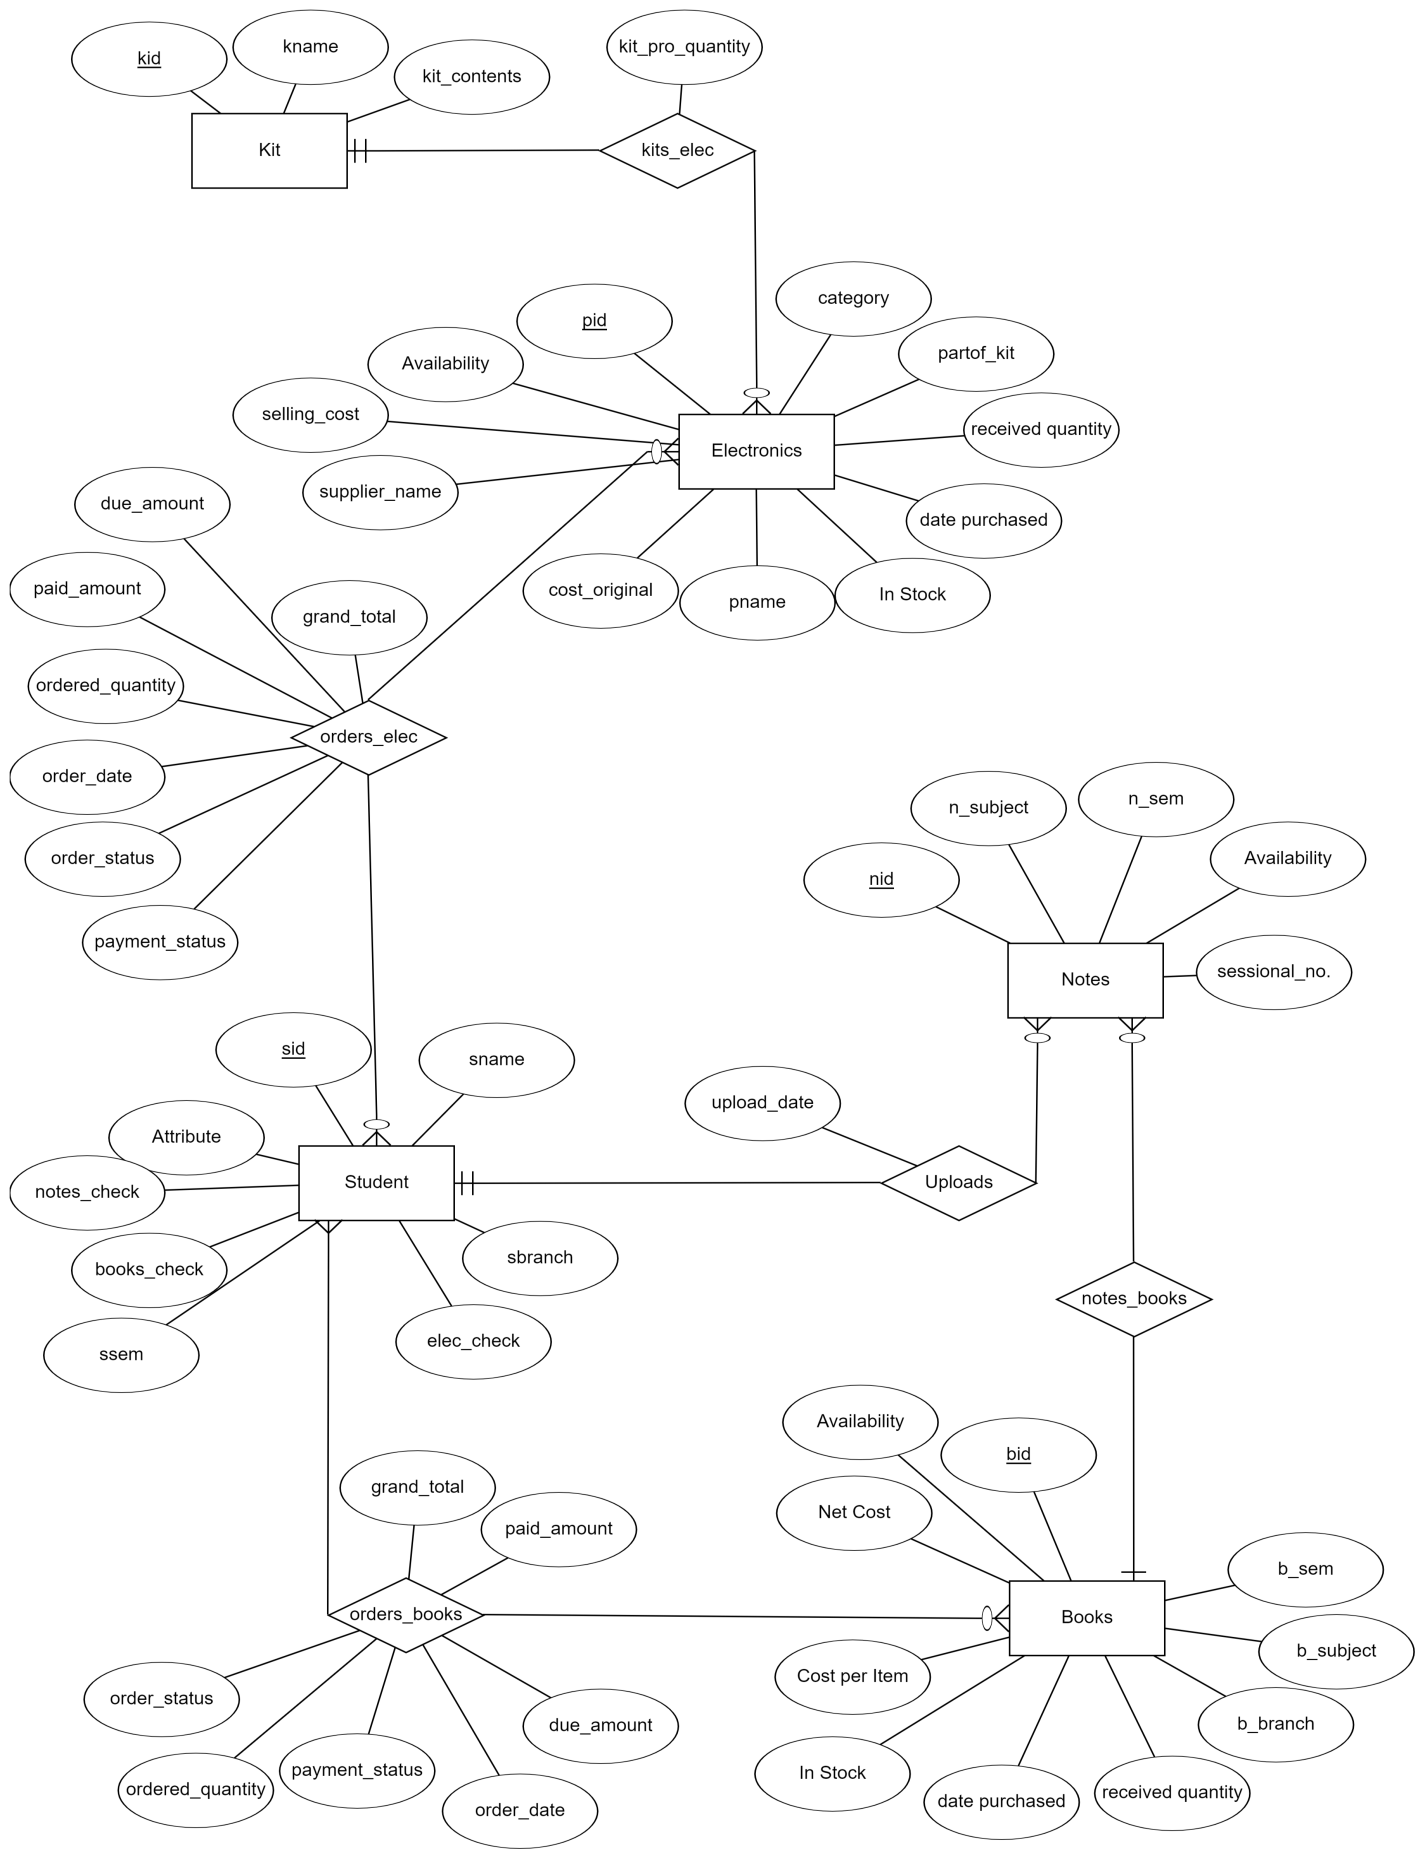 kid
kname
kit_contents
kit_pro_quantity
Kit
kits_elec
category
pid
partof_kit
Availability
selling_cost
received quantity
Electronics
supplier_name
due_amount
date purchased
paid_amount
cost_original
pname
In Stock
grand_total
ordered_quantity
orders_elec
order_date
n_subject
n_sem
order_status
Availability
nid
payment_status
sessional_no.
Notes
sid
sname
upload_date
Attribute
notes_check
Student
Uploads
sbranch
books_check
notes_books
elec_check
ssem
Availability
bid
grand_total
Net Cost
paid_amount
b_sem
orders_books
Books
b_subject
Cost per Item
order_status
due_amount
b_branch
payment_status
In Stock
ordered_quantity
received quantity
date purchased
order_date